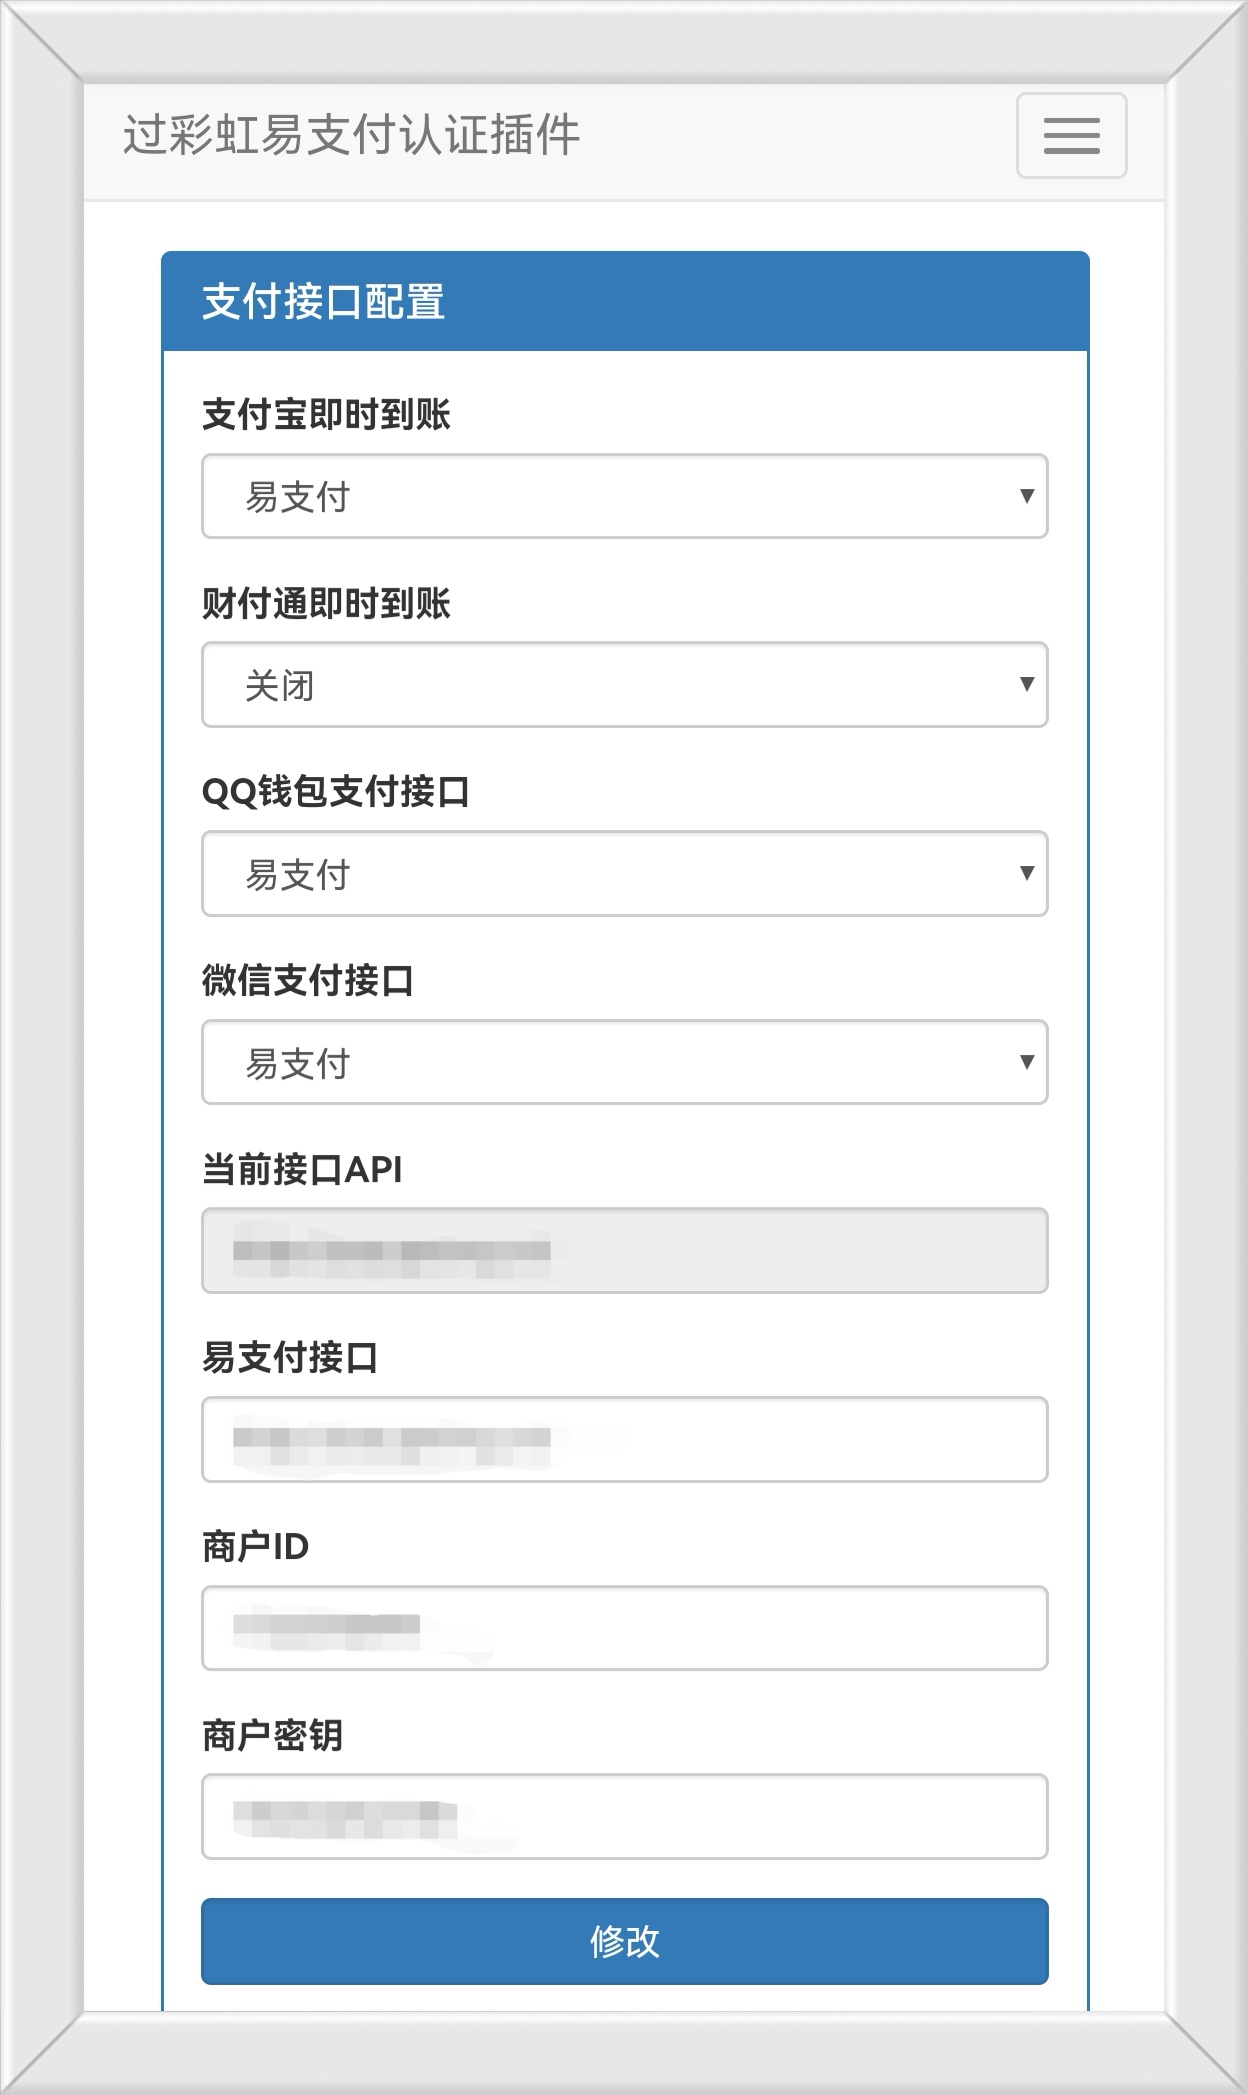 过彩虹易支付认证插件
支付接口配置
支付宝即时到账
易支付
财付通即时到账
关闭
QQ钱包支付接口
易支付
微信支付接口
易支付
当前接口API
易支付接口
商户ID
商户密钥
修改